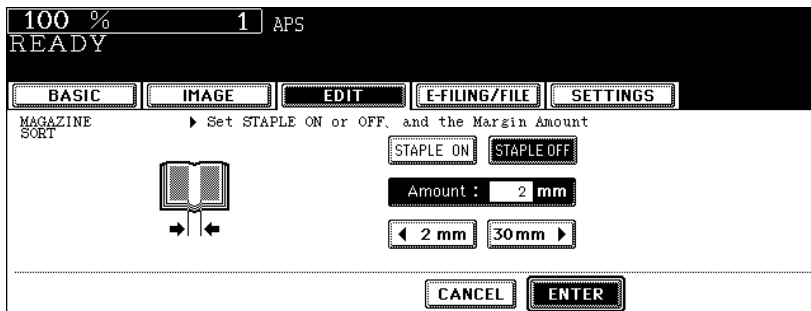 100 % 1 APS
READY
BASIC IMAGE EDIT E-FILING/FILE SETTINGS
MAGAZINE SORT ▶ Set STAPLE ON or OFF、and the Margin Amount
STAPLE ON STAPLE OFF
Amount : 2 mm
◀ 2 mm 30mm ▶
CANCEL ENTER